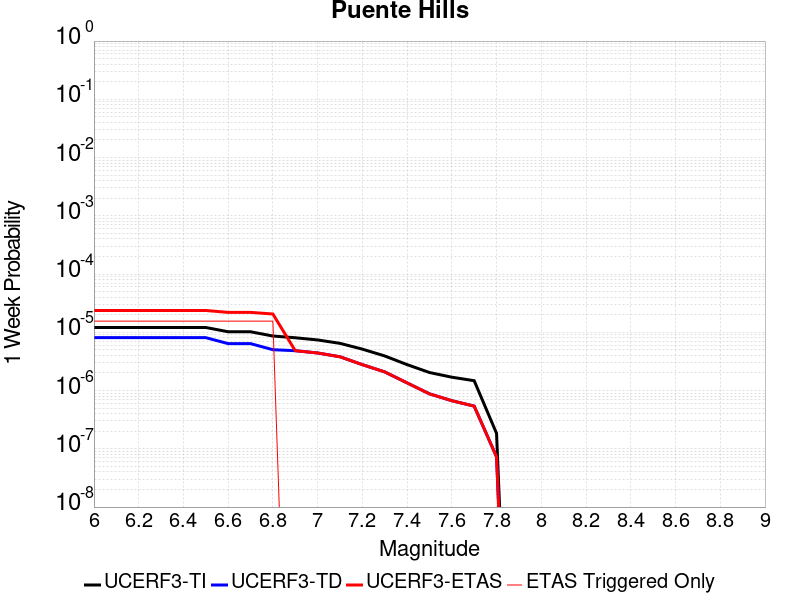 Puente Hills
10 0
10 -1
10 -2
10 -3
10 -4
10 -5
10 -6
10 -7
10 -8
1 Week Probability
6 6.2 6.4 6.6 6.8 7 7.2 7.4 7.6 7.8 8 8.2 8.4 8.6 8.8 9
Magnitude
UCERF3-TI UCERF3-TD UCERF3-ETAS ETAS Triggered Only